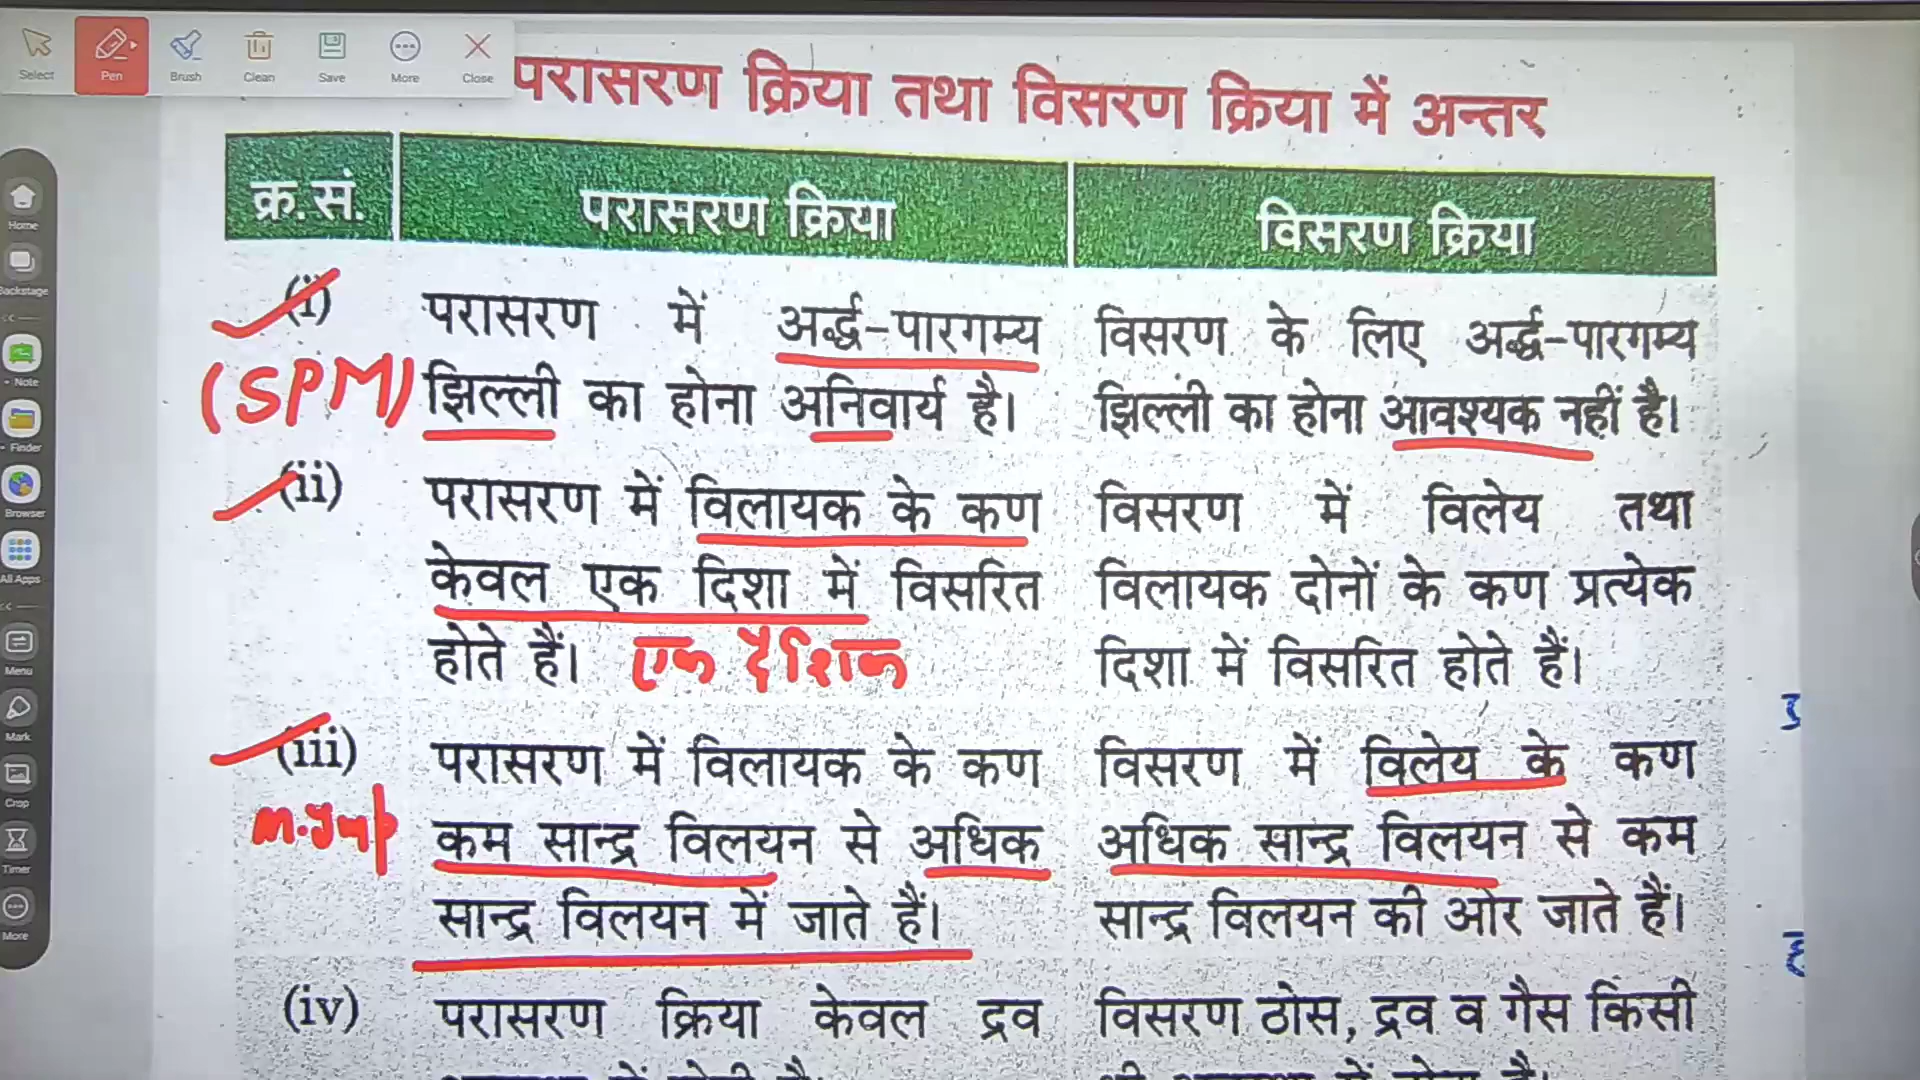 Select
Pen
Brush
Clean
Save
More
Close
परासरण क्रिया तथा विसरण क्रिया में अन्तर
क्र.सं. परासरण क्रिया विसरण क्रिया
(i) परासरण में अर्द्ध-पारगम्य विसरण के लिए अर्द्ध-पारगम्य
(SPM) झिल्ली का होना अनिवार्य है। झिल्ली का होना आवश्यक नहीं है।
(ii) परासरण में विलायक के कण विसरण में विलेय तथा
केवल एक दिशा में विसरित विलायक दोनों के कण प्रत्येक
होते हैं। एक दैशिक दिशा में विसरित होते हैं।
(iii) परासरण में विलायक के कण विसरण में विलेय के कण
m.gmp कम सान्द्र विलयन से अधिक अधिक सान्द्र विलयन से कम
सान्द्र विलयन में जाते हैं। सान्द्र विलयन की ओर जाते हैं।
(iv) परासरण क्रिया केवल द्रव विसरण ठोस, द्रव व गैस किसी
Home
Backstage
Note
Finder
Browser
All Apps
Menu
Mark
Crop
Timer
More